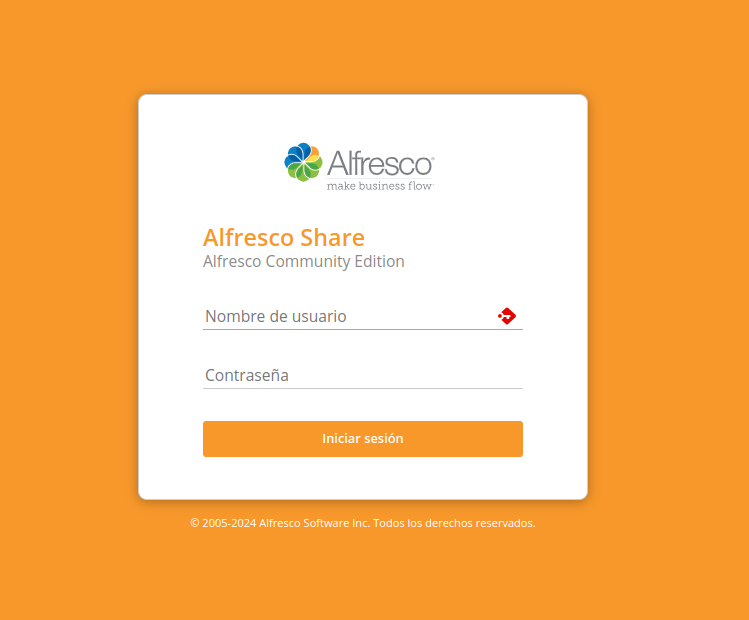 Alfresco®
make business flow
Alfresco Share
Alfresco Community Edition
Nombre de usuario
Contraseña
Iniciar sesión
© 2005-2024 Alfresco Software Inc. Todos los derechos reservados.